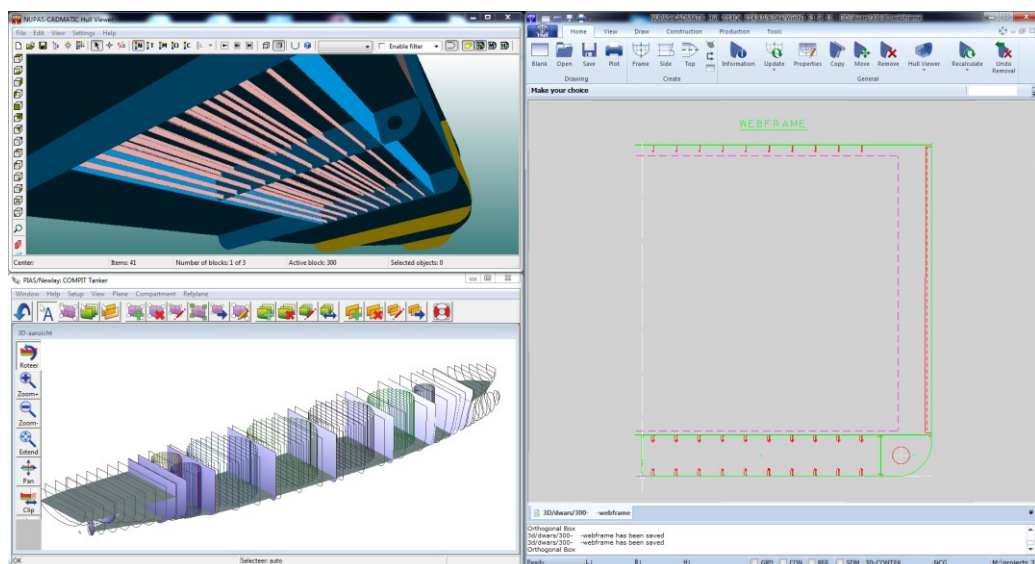 NUPAS-CADMATIC Hull Viewer
File Edit View Settings Help
Enable filter
Center: Items: 41 Number of blocks: 1 of 3 Active block: 300 Selected objects: 0
PIAS/Newlay: COMPIT Tanker
Window Help Setup View Plane Compartment Refplane
3D-aanzicht
Roteer
Zoom+
Zoom-
Extend
Pan
Clip
OK Selecteer: auto
Hull
Home View Draw Construction Production Tools
Blank Open Save Plot Frame Side Top Information Update Properties Copy Move Remove Hull Viewer Recalculate Undo Removal
Drawing Create General
Make your choice
WEBFRAME
3D/dwars/300- -webframe
Orthogonal Box
3d/dwars/300- -webframe has been saved
3d/dwars/300- -webframe has been saved
Orthogonal Box
Ready L: B: H: GRD CON REF SDM 3D-CONTEK NCG